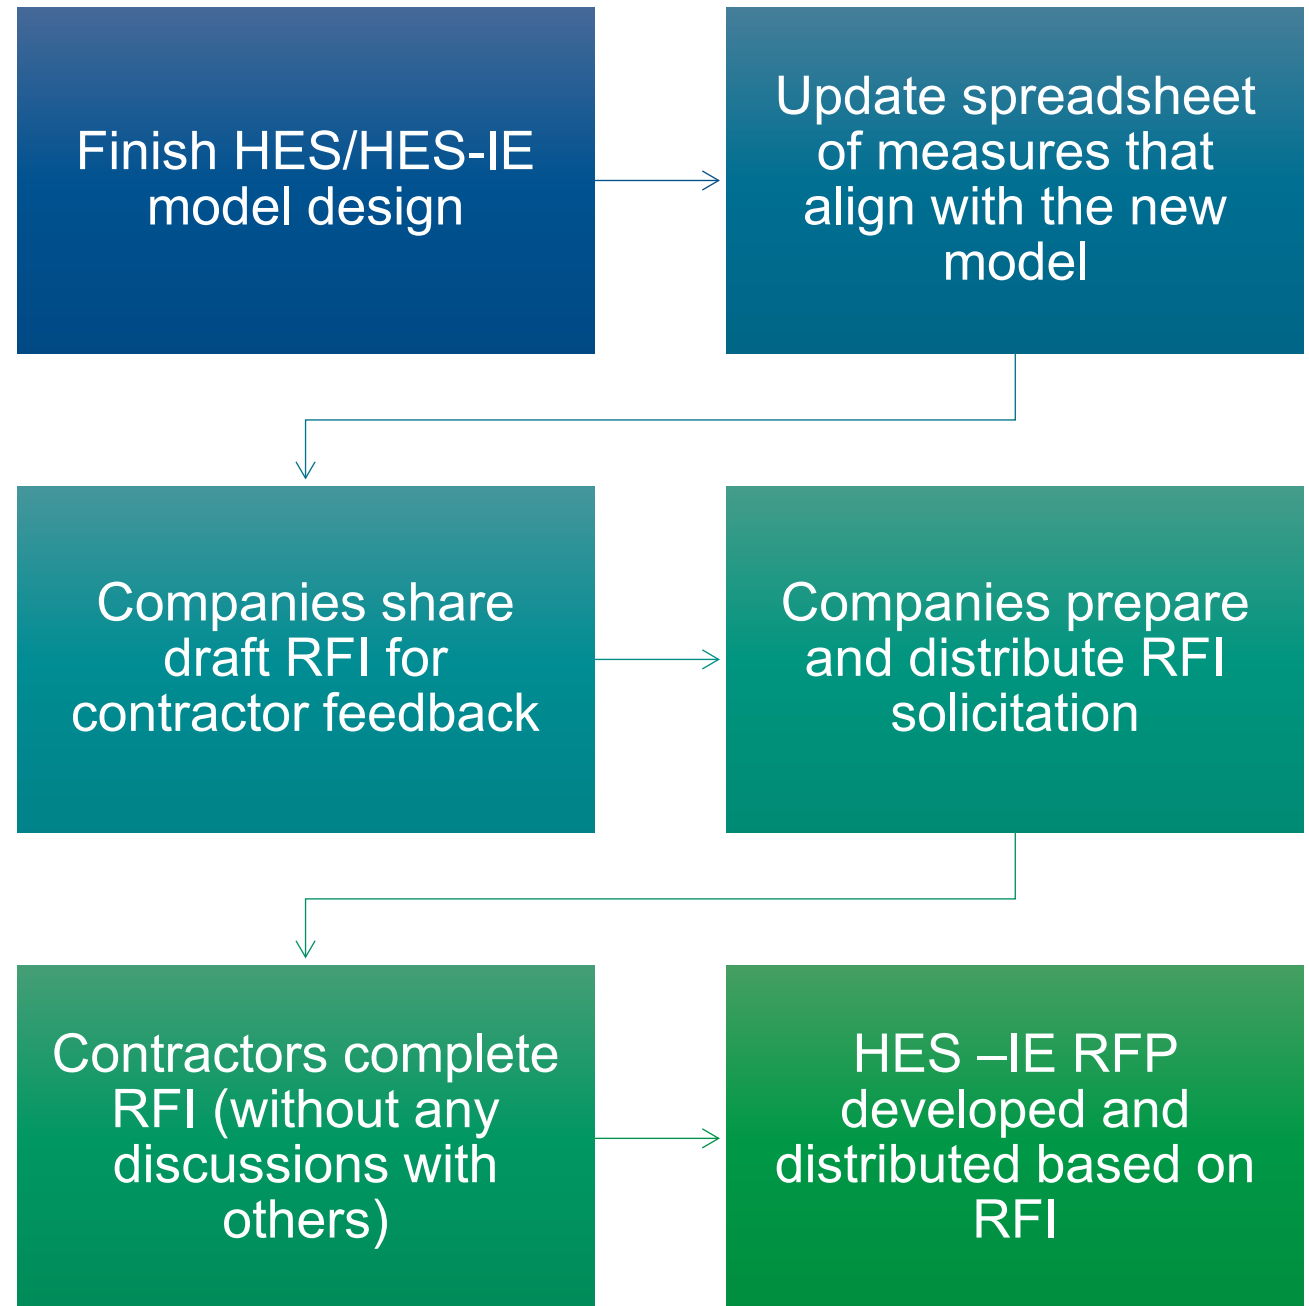 Finish HES/HES-IE
model design
Update spreadsheet
of measures that
align with the new
model
Companies share
draft RFI for
contractor feedback
Companies prepare
and distribute RFI
solicitation
Contractors complete
RFI (without any
discussions with
others)
HES –IE RFP
developed and
distributed based on
RFI